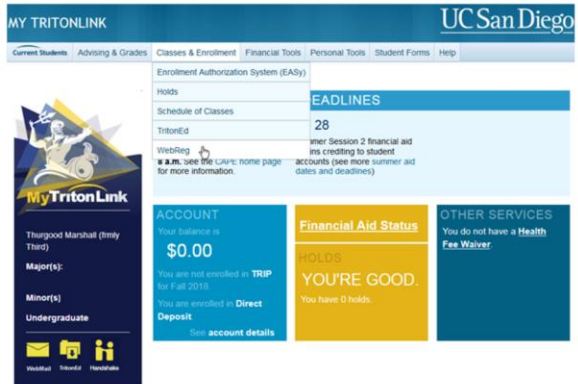 MY TRITONLINK
UC San Diego
Current Students Advising & Grades Classes & Enrollment Financial Tools Personal Tools Student Forms Help
Enrollment Authorization System (EASy)
Holds
Schedule of Classes
TritonEd
WebReg
EADLINES
28
mer Session 2 financial aid
ins crediting to student
accounts (see more summer aid
dates and deadlines)
8 a.m. See the CAPE home page
for more information.
MyTritonLink
Thurgood Marshall (frmly
Third)
Major(s):
Minor(s)
Undergraduate
WebMail TritonEd Handshake
ACCOUNT
Your balance is
$0.00
You are not enrolled in TRIP
for Fall 2018.
You are enrolled in Direct
Deposit
See account details
Financial Aid Status
HOLDS
YOU'RE GOOD.
You have 0 holds.
OTHER SERVICES
You do not have a Health
Fee Waiver.